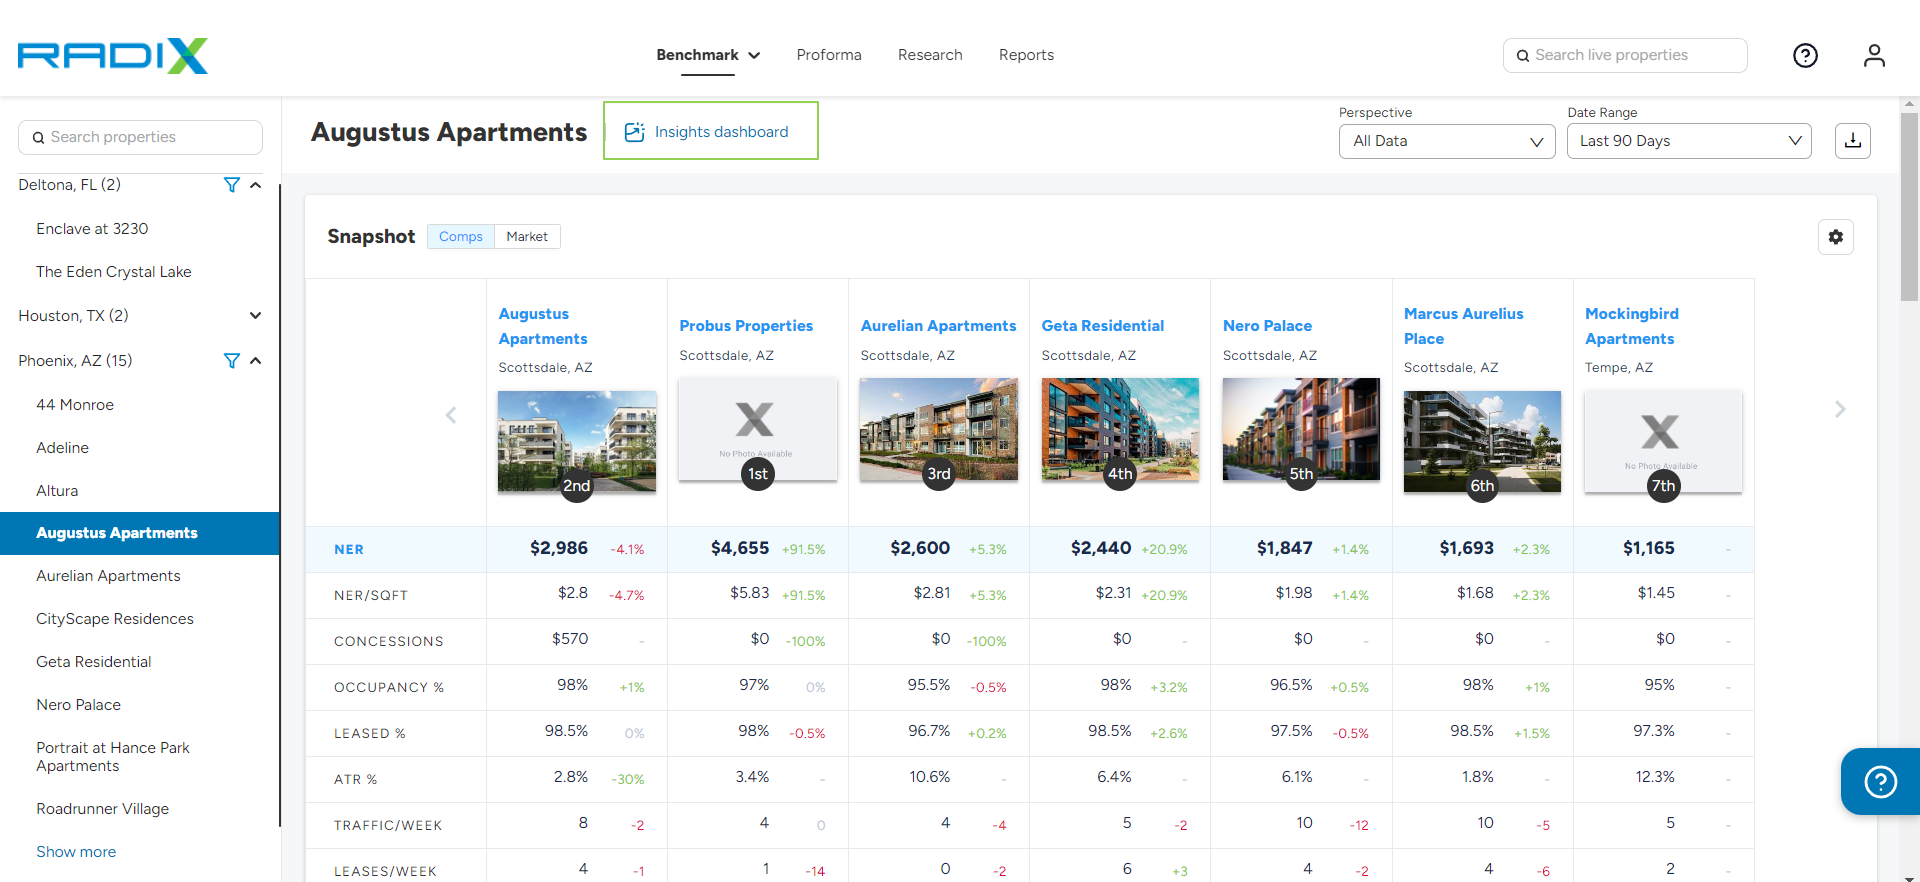 RADIX
Benchmark
Proforma
Research
Reports
Search live properties
Search properties
Deltona, FL (2)
Enclave at 3230
The Eden Crystal Lake
Houston, TX (2)
Phoenix, AZ (15)
44 Monroe
Adeline
Altura
Augustus Apartments
Aurelian Apartments
CityScape Residences
Geta Residential
Nero Palace
Portrait at Hance Park
Apartments
Roadrunner Village
Show more
Augustus Apartments
Insights dashboard
Perspective
All Data
Date Range
Last 90 Days
Snapshot
Comps
Market
Augustus
Apartments
Scottsdale, AZ
2nd
Probus Properties
Scottsdale, AZ
X
No Photo Available
1st
Aurelian Apartments
Scottsdale, AZ
3rd
Geta Residential
Scottsdale, AZ
4th
Nero Palace
Scottsdale, AZ
5th
Marcus Aurelius
Place
Scottsdale, AZ
6th
Mockingbird
Apartments
Tempe, AZ
X
No Photo Available
7th
NER $2,986 -4.1% $4,655 +91.5% $2,600 +5.3% $2,440 +20.9% $1,847 +1.4% $1,693 +2.3% $1,165 -
NER/SQFT $2.8 -4.7% $5.83 +91.5% $2.81 +5.3% $2.31 +20.9% $1.98 +1.4% $1.68 +2.3% $1.45 -
CONCESSIONS $570 - $0 -100% $0 -100% $0 - $0 - $0 - $0 -
OCCUPANCY % 98% +1% 97% 0% 95.5% -0.5% 98% +3.2% 96.5% +0.5% 98% +1% 95% -
LEASED % 98.5% 0% 98% -0.5% 96.7% +0.2% 98.5% +2.6% 97.5% -0.5% 98.5% +1.5% 97.3% -
ATR % 2.8% -30% 3.4% - 10.6% - 6.4% - 6.1% - 1.8% - 12.3% -
TRAFFIC/WEEK 8 -2 4 0 4 -4 5 -2 10 -12 10 -5 5 -
LEASES/WEEK 4 -1 1 -14 0 -2 6 +3 4 -2 4 -6 2 -